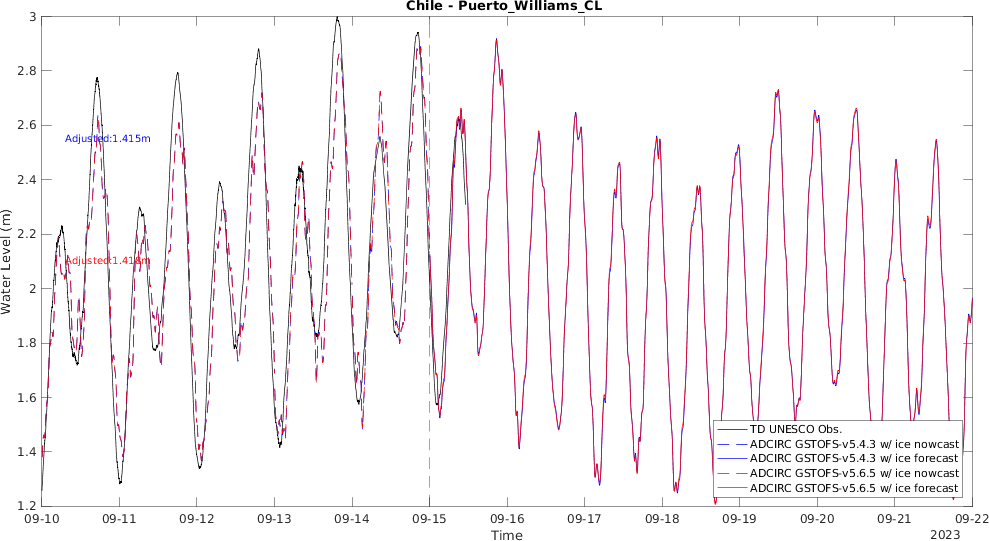 Chile - Puerto_Williams_CL
Water Level (m)
3
2.8
2.6
2.4
2.2
2
1.8
1.6
1.4
1.2
Adjusted:1.415m
Adjusted:1.418m
TD UNESCO Obs.
ADCIRC GSTOFS-v5.4.3 w/ ice nowcast
ADCIRC GSTOFS-v5.4.3 w/ ice forecast
ADCIRC GSTOFS-v5.6.5 w/ ice nowcast
ADCIRC GSTOFS-v5.6.5 w/ ice forecast
09-10 09-11 09-12 09-13 09-14 09-15 09-16 09-17 09-18 09-19 09-20 09-21 09-22
Time
2023